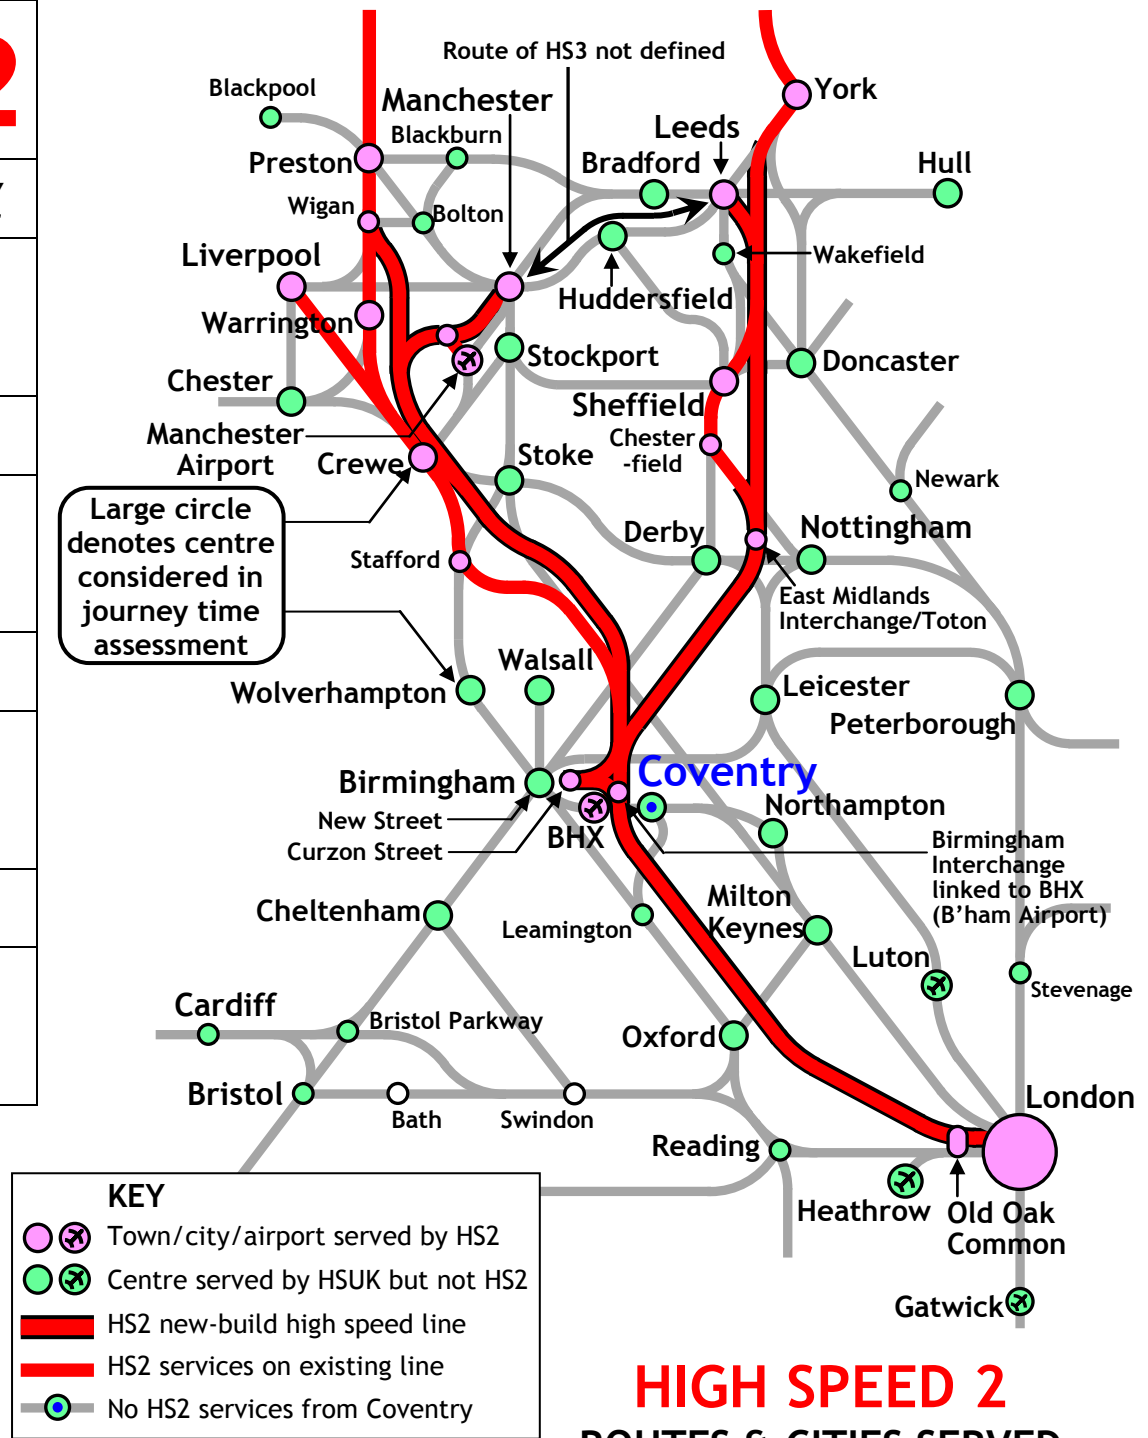 2
Route of HS3 not defined
Blackpool
Manchester
York
Blackburn
Leeds
Preston
Bradford
Hull
Wigan
Bolton
Liverpool
Wakefield
Huddersfield
Warrington
Stockport
Doncaster
Chester
Sheffield
Manchester
Airport
Chester
-field
Crewe
Stoke
Newark
Large circle
denotes centre
considered in
journey time
assessment
Derby
Nottingham
Stafford
East Midlands
Interchange/Toton
Walsall
Wolverhampton
Leicester
Peterborough
Birmingham
Coventry
New Street
BHX
Northampton
Curzon Street
Birmingham
Interchange
linked to BHX
(B'ham Airport)
Milton
Keynes
Cheltenham
Leamington
Luton
Stevenage
Cardiff
Bristol Parkway
Oxford
Bristol
Bath
Swindon
London
Reading
Heathrow
Old Oak
Common
Gatwick
KEY
Town/city/airport served by HS2
Centre served by HSUK but not HS2
HS2 new-build high speed line
HS2 services on existing line
No HS2 services from Coventry
HIGH SPEED 2
ROUTES & CITIES SERVED